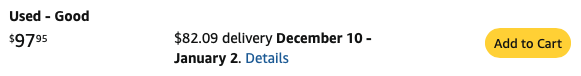 Used - Good
$97.95
$82.09 delivery December 10 -
January 2. Details
Add to Cart